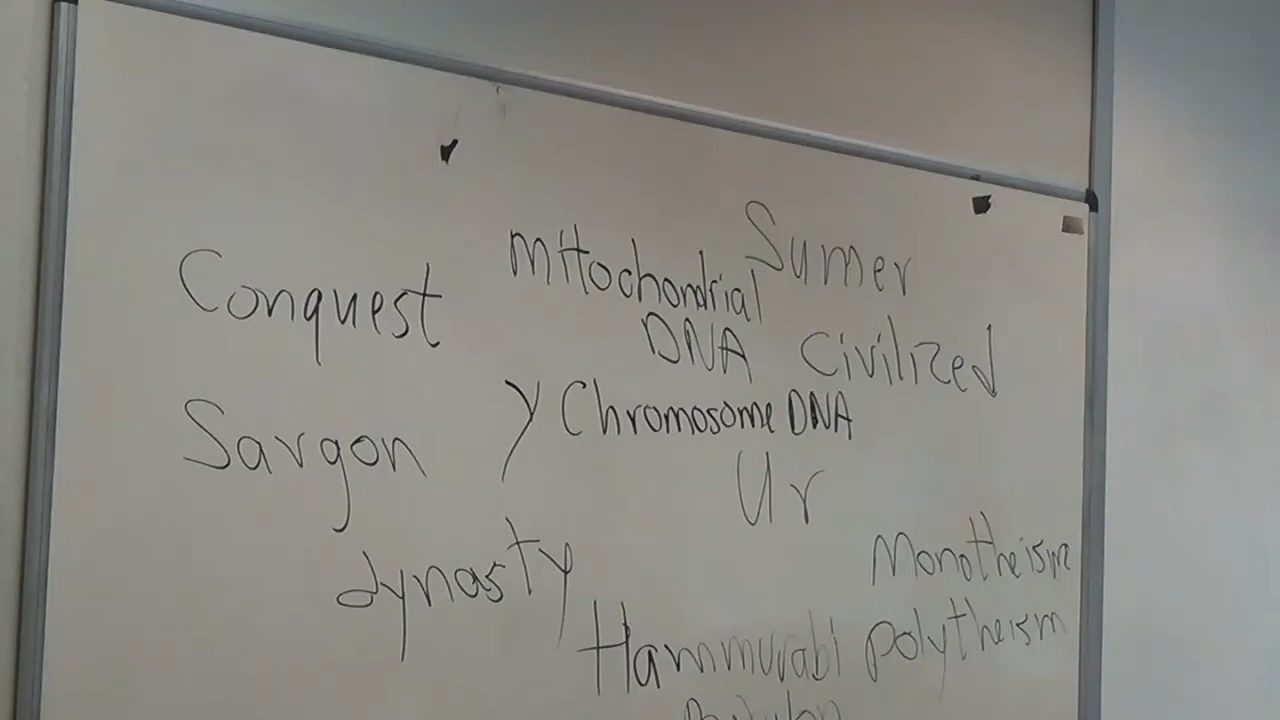 Sumer
Mitochondrial
DNA
Conquest
Civilized
Y Chromosome DNA
Sargon
Ur
dynasty
Monotheism
Hammurabi polytheism